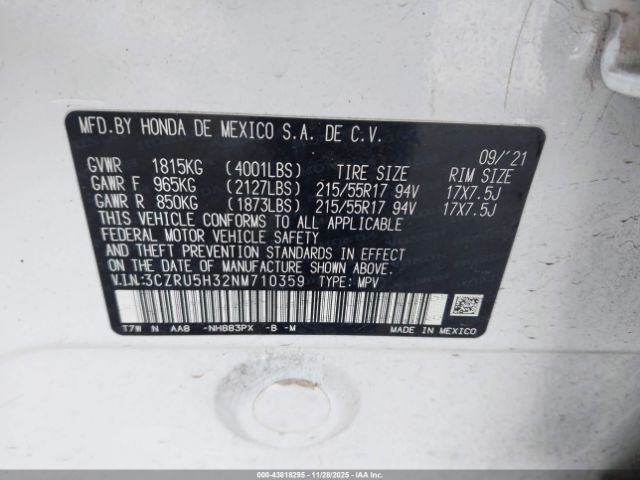 MFD.BY HONDA DE MEXICO S.A. DE C.V.
09/'21
GVWR 1815KG (4001LBS) TIRE SIZE RIM SIZE
GAWR F 965KG (2127LBS) 215/55R17 94V 17X7.5J
GAWR R 850KG (1873LBS) 215/55R17 94V 17X7.5J
THIS VEHICLE CONFORMS TO ALL APPLICABLE
FEDERAL MOTOR VEHICLE SAFETY
AND THEFT PREVENTION STANDARDS IN EFFECT
ON THE DATE OF MANUFACTURE SHOWN ABOVE.
V.I.N:3CZRU5H32NM710359 TYPE: MPV
T7W N AAB -NH883PX -B -M MADE IN MEXICO
000-43818295 - 11/28/2025 - © IAA Inc.